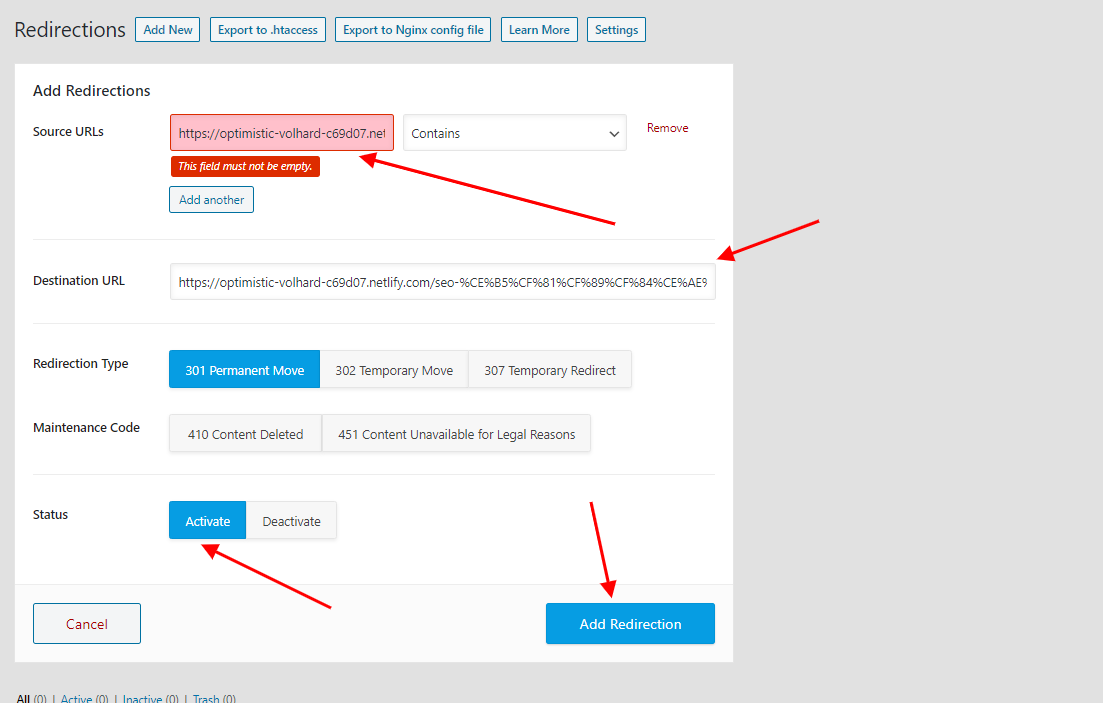 Redirections Add New Export to .htaccess Export to Nginx config file Learn More Settings
Add Redirections
Source URLs https://optimistic-volhard-c69d07.net Contains Remove
This field must not be empty.
Add another
Destination URL https://optimistic-volhard-c69d07.netlify.com/seo-%CE%B5%CF%81%CF%89%CF%84%CE%AE%
Redirection Type 301 Permanent Move 302 Temporary Move 307 Temporary Redirect
Maintenance Code 410 Content Deleted 451 Content Unavailable for Legal Reasons
Status Activate Deactivate
Cancel Add Redirection
All (0) | Active (0) | Inactive (0) | Trash (0)